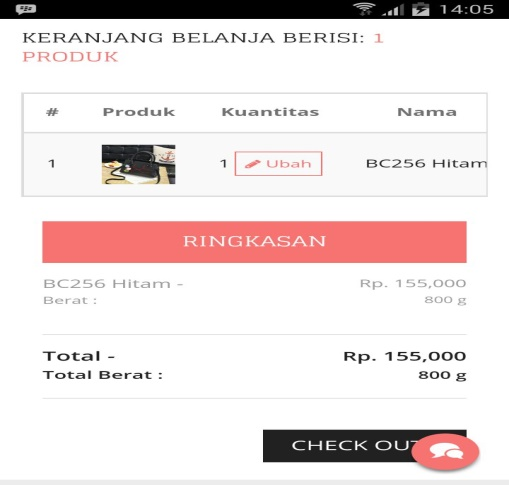 14:05
KERANJANG BELANJA BERISI: 1
PRODUK
# Produk Kuantitas Nama
1 1 Ubah BC256 Hitam
RINGKASAN
BC256 Hitam - Rp. 155,000
Berat : 800 g
Total - Rp. 155,000
Total Berat : 800 g
CHECK OUT